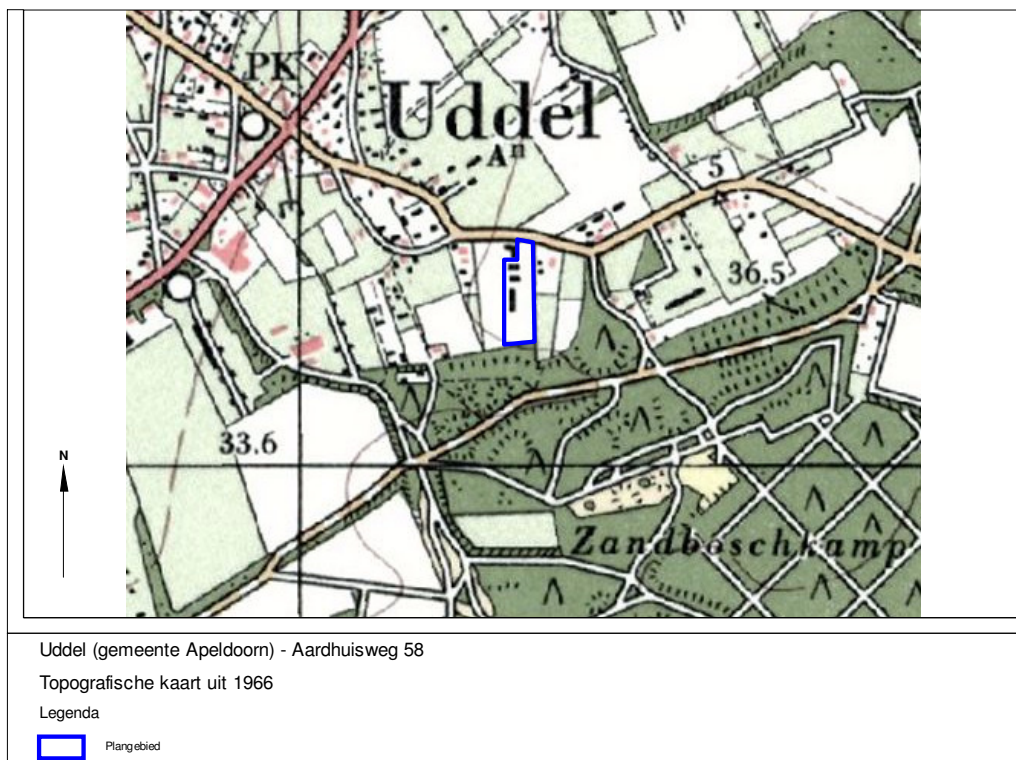 PK
Uddel
Aⁿ
5
36.5
33.6
N
Zandboschkamp
Uddel (gemeente Apeldoorn) - Aardhuisweg 58
Topografische kaart uit 1966
Legenda
Plangebied